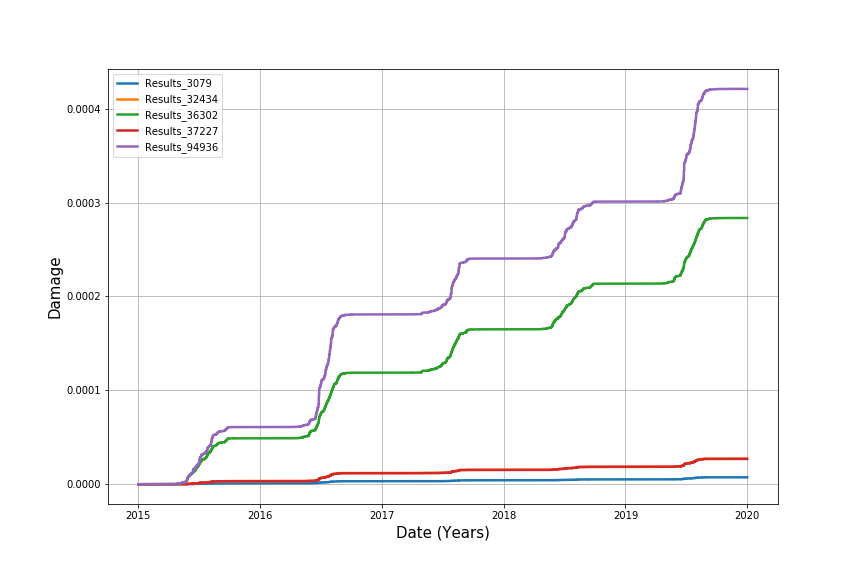 Results_3079
Results_32434
Results_36302
Results_37227
Results_94936
0.0004
0.0003
0.0002
0.0001
0.0000
Damage
2015 2016 2017 2018 2019 2020
Date (Years)